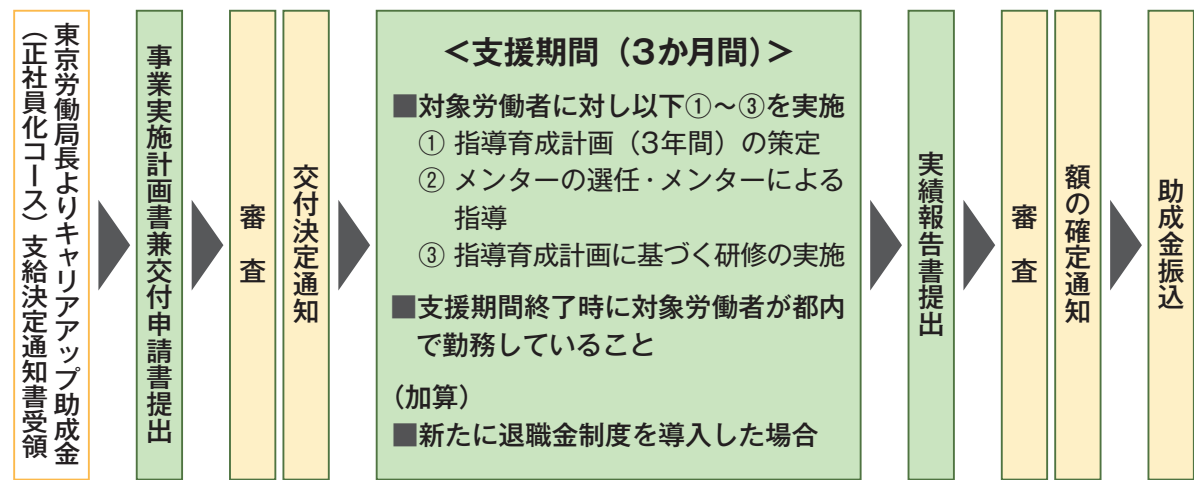 東京労働局長よりキャリアアップ助成金
（正社員化コース）支給決定通知書受領
事業実施計画書兼交付申請書提出
審査
交付決定通知
＜支援期間（3か月間）＞
■対象労働者に対し以下①～③を実施
① 指導育成計画（3年間）の策定
② メンターの選任・メンターによる
指導
③ 指導育成計画に基づく研修の実施
■支援期間終了時に対象労働者が都内
で勤務していること
（加算）
■新たに退職金制度を導入した場合
実績報告書提出
審査
額の確定通知
助成金振込